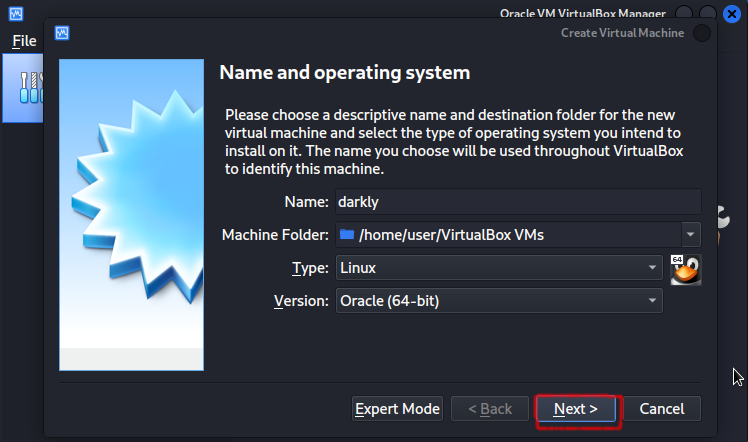 Oracle VM VirtualBox Manager
File
Create Virtual Machine
Name and operating system
Please choose a descriptive name and destination folder for the new
virtual machine and select the type of operating system you intend to
install on it. The name you choose will be used throughout VirtualBox
to identify this machine.
Name: darkly
Machine Folder: /home/user/VirtualBox VMs
Type: Linux
64
Version: Oracle (64-bit)
Expert Mode < Back Next > Cancel